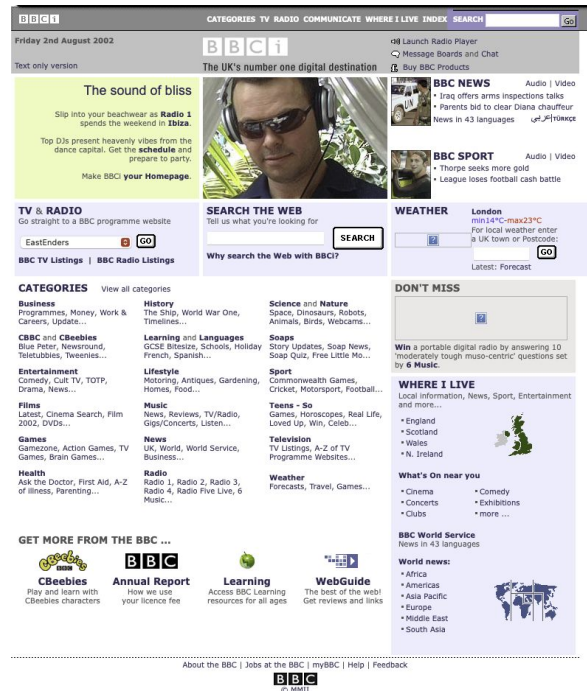 BBCi
CATEGORIES TV RADIO COMMUNICATE WHERE I LIVE INDEX SEARCH Go
Friday 2nd August 2002
Text only version
BBCi
The UK's number one digital destination
Launch Radio Player
Message Boards and Chat
Buy BBC Products
The sound of bliss
Slip into your beachwear as Radio 1
spends the weekend in Ibiza.
Top DJs present heavenly vibes from the
dance capital. Get the schedule and
prepare to party.
Make BBCi your Homepage.
UN
BBC NEWS Audio | Video
• Iraq offers arms inspections talks
• Parents bid to clear Diana chauffeur
News in 43 languages عربي TÜRKÇE
BBC SPORT Audio | Video
• Thorpe seeks more gold
• League loses football cash battle
TV & RADIO
Go straight to a BBC programme website
EastEnders GO
BBC TV Listings | BBC Radio Listings
SEARCH THE WEB
Tell us what you're looking for
SEARCH
Why search the Web with BBCi?
WEATHER
London
min14°C-max23°C
For local weather enter
a UK town or Postcode:
GO
Latest: Forecast
CATEGORIES View all categories
Business
Programmes, Money, Work &
Careers, Update...
CBBC and CBeebies
Blue Peter, Newsround,
Teletubbies, Tweenies...
Entertainment
Comedy, Cult TV, TOTP,
Drama, News...
Films
Latest, Cinema Search, Film
2002, DVDs...
Games
Gamezone, Action Games, TV
Games, Brain Games...
Health
Ask the Doctor, First Aid, A-Z
of illness, Parenting...
History
The Ship, World War One,
Timelines...
Learning and Languages
GCSE Bitesize, Schools, Holiday
French, Spanish...
Lifestyle
Motoring, Antiques, Gardening,
Homes, Food...
Music
News, Reviews, TV/Radio,
Gigs/Concerts, Listen...
News
UK, World, World Service,
Business...
Radio
Radio 1, Radio 2, Radio 3,
Radio 4, Radio Five Live, 6
Music...
Science and Nature
Space, Dinosaurs, Robots,
Animals, Birds, Webcams...
Soaps
Story Updates, Soap News,
Soap Quiz, Free Little Mo...
Sport
Commonwealth Games,
Cricket, Motorsport, Football...
Teens - So
Games, Horoscopes, Real Life,
Loved Up, Win, Celeb...
Television
TV Listings, A-Z of TV
Programme Websites...
Weather
Forecasts, Travel, Games...
DON'T MISS
Win a portable digital radio by answering 10
'moderately tough muso-centric' questions set
by 6 Music.
WHERE I LIVE
Local information, News, Sport, Entertainment
and more...
• England
• Scotland
• Wales
• N. Ireland
What's On near you
• Cinema
• Concerts
• Clubs
• Comedy
• Exhibitions
• more ...
BBC World Service
News in 43 languages
World news:
• Africa
• Americas
• Asia Pacific
• Europe
• Middle East
• South Asia
GET MORE FROM THE BBC ...
CBeebies
BBC
CBeebies
Play and learn with
CBeebies characters
BBC
Annual Report
How we use
your licence fee
Learning
Access BBC Learning
resources for all ages
WebGuide
The best of the web!
Get reviews and links
About the BBC | Jobs at the BBC | myBBC | Help | Feedback
BBC
© MMII